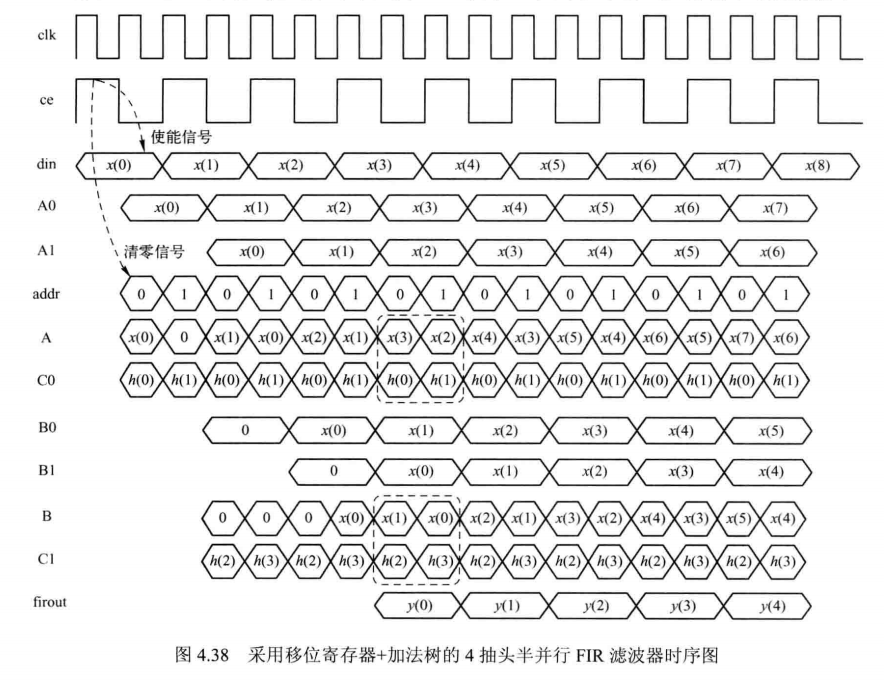 clk
ce
使能信号
din x(0) x(1) x(2) x(3) x(4) x(5) x(6) x(7) x(8)
A0 x(0) x(1) x(2) x(3) x(4) x(5) x(6) x(7)
A1 清零信号 x(0) x(1) x(2) x(3) x(4) x(5) x(6)
addr 0 1 0 1 0 1 0 1 0 1 0 1 0 1 0 1
A x(0) 0 x(1) x(0) x(2) x(1) x(3) x(2) x(4) x(3) x(5) x(4) x(6) x(5) x(7) x(6)
C0 h(0) h(1) h(0) h(1) h(0) h(1) h(0) h(1) h(0) h(1) h(0) h(1) h(0) h(1) h(0) h(1)
B0 0 x(0) x(1) x(2) x(3) x(4) x(5)
B1 0 x(0) x(1) x(2) x(3) x(4)
B 0 0 0 x(0) x(1) x(0) x(2) x(1) x(3) x(2) x(4) x(3) x(5) x(4)
C1 h(2) h(3) h(2) h(3) h(2) h(3) h(2) h(3) h(2) h(3) h(2) h(3) h(2) h(3)
firout y(0) y(1) y(2) y(3) y(4)
图 4.38 采用移位寄存器+加法树的 4 抽头半并行 FIR 滤波器时序图